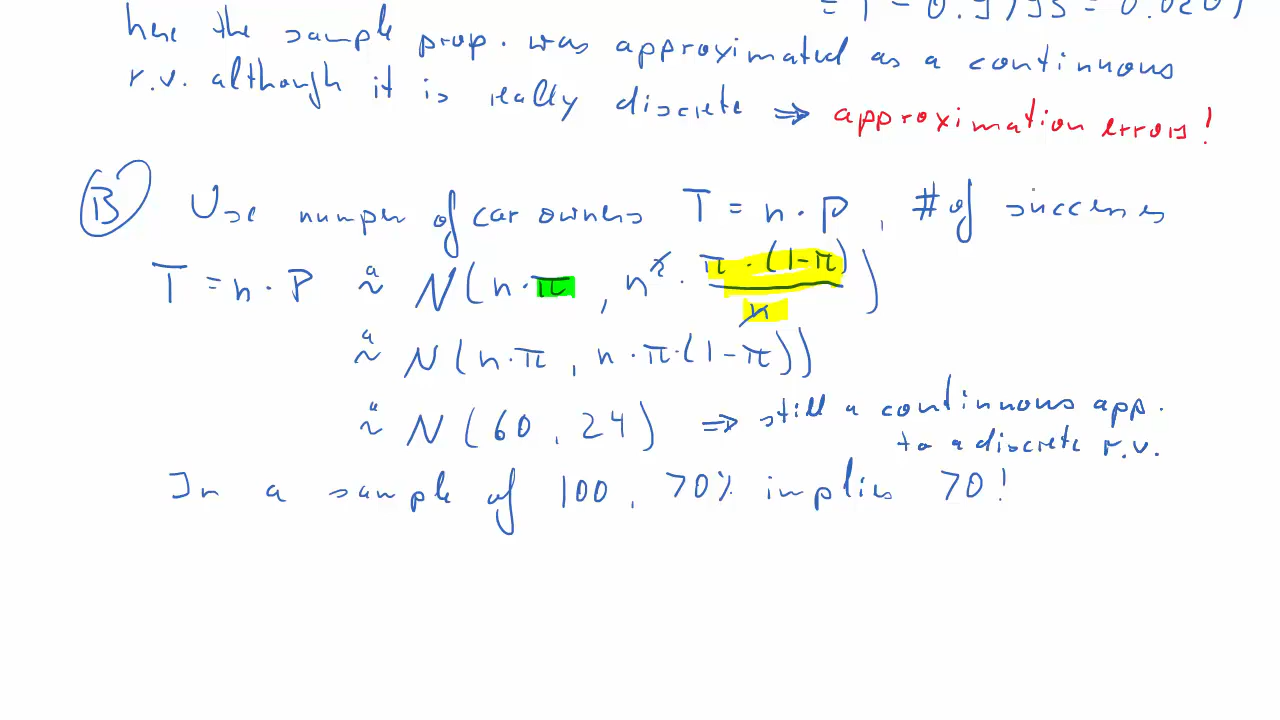 = 1 - 0.9793 = 0.0207
here the sample prop. was approximated as a continuous
r.v. although it is really discrete ⇒ approximation errors!
B Use number of car owners T = n · P , # of success
T = n · P ~ᵃ N(n · π , n² · π · (1-π) / n)
~ᵃ N(n · π , n · π · (1-π))
~ᵃ N(60 , 24) ⇒ still a continuous app.
to a discrete r.v.
In a sample of 100 , 70% implies 70!